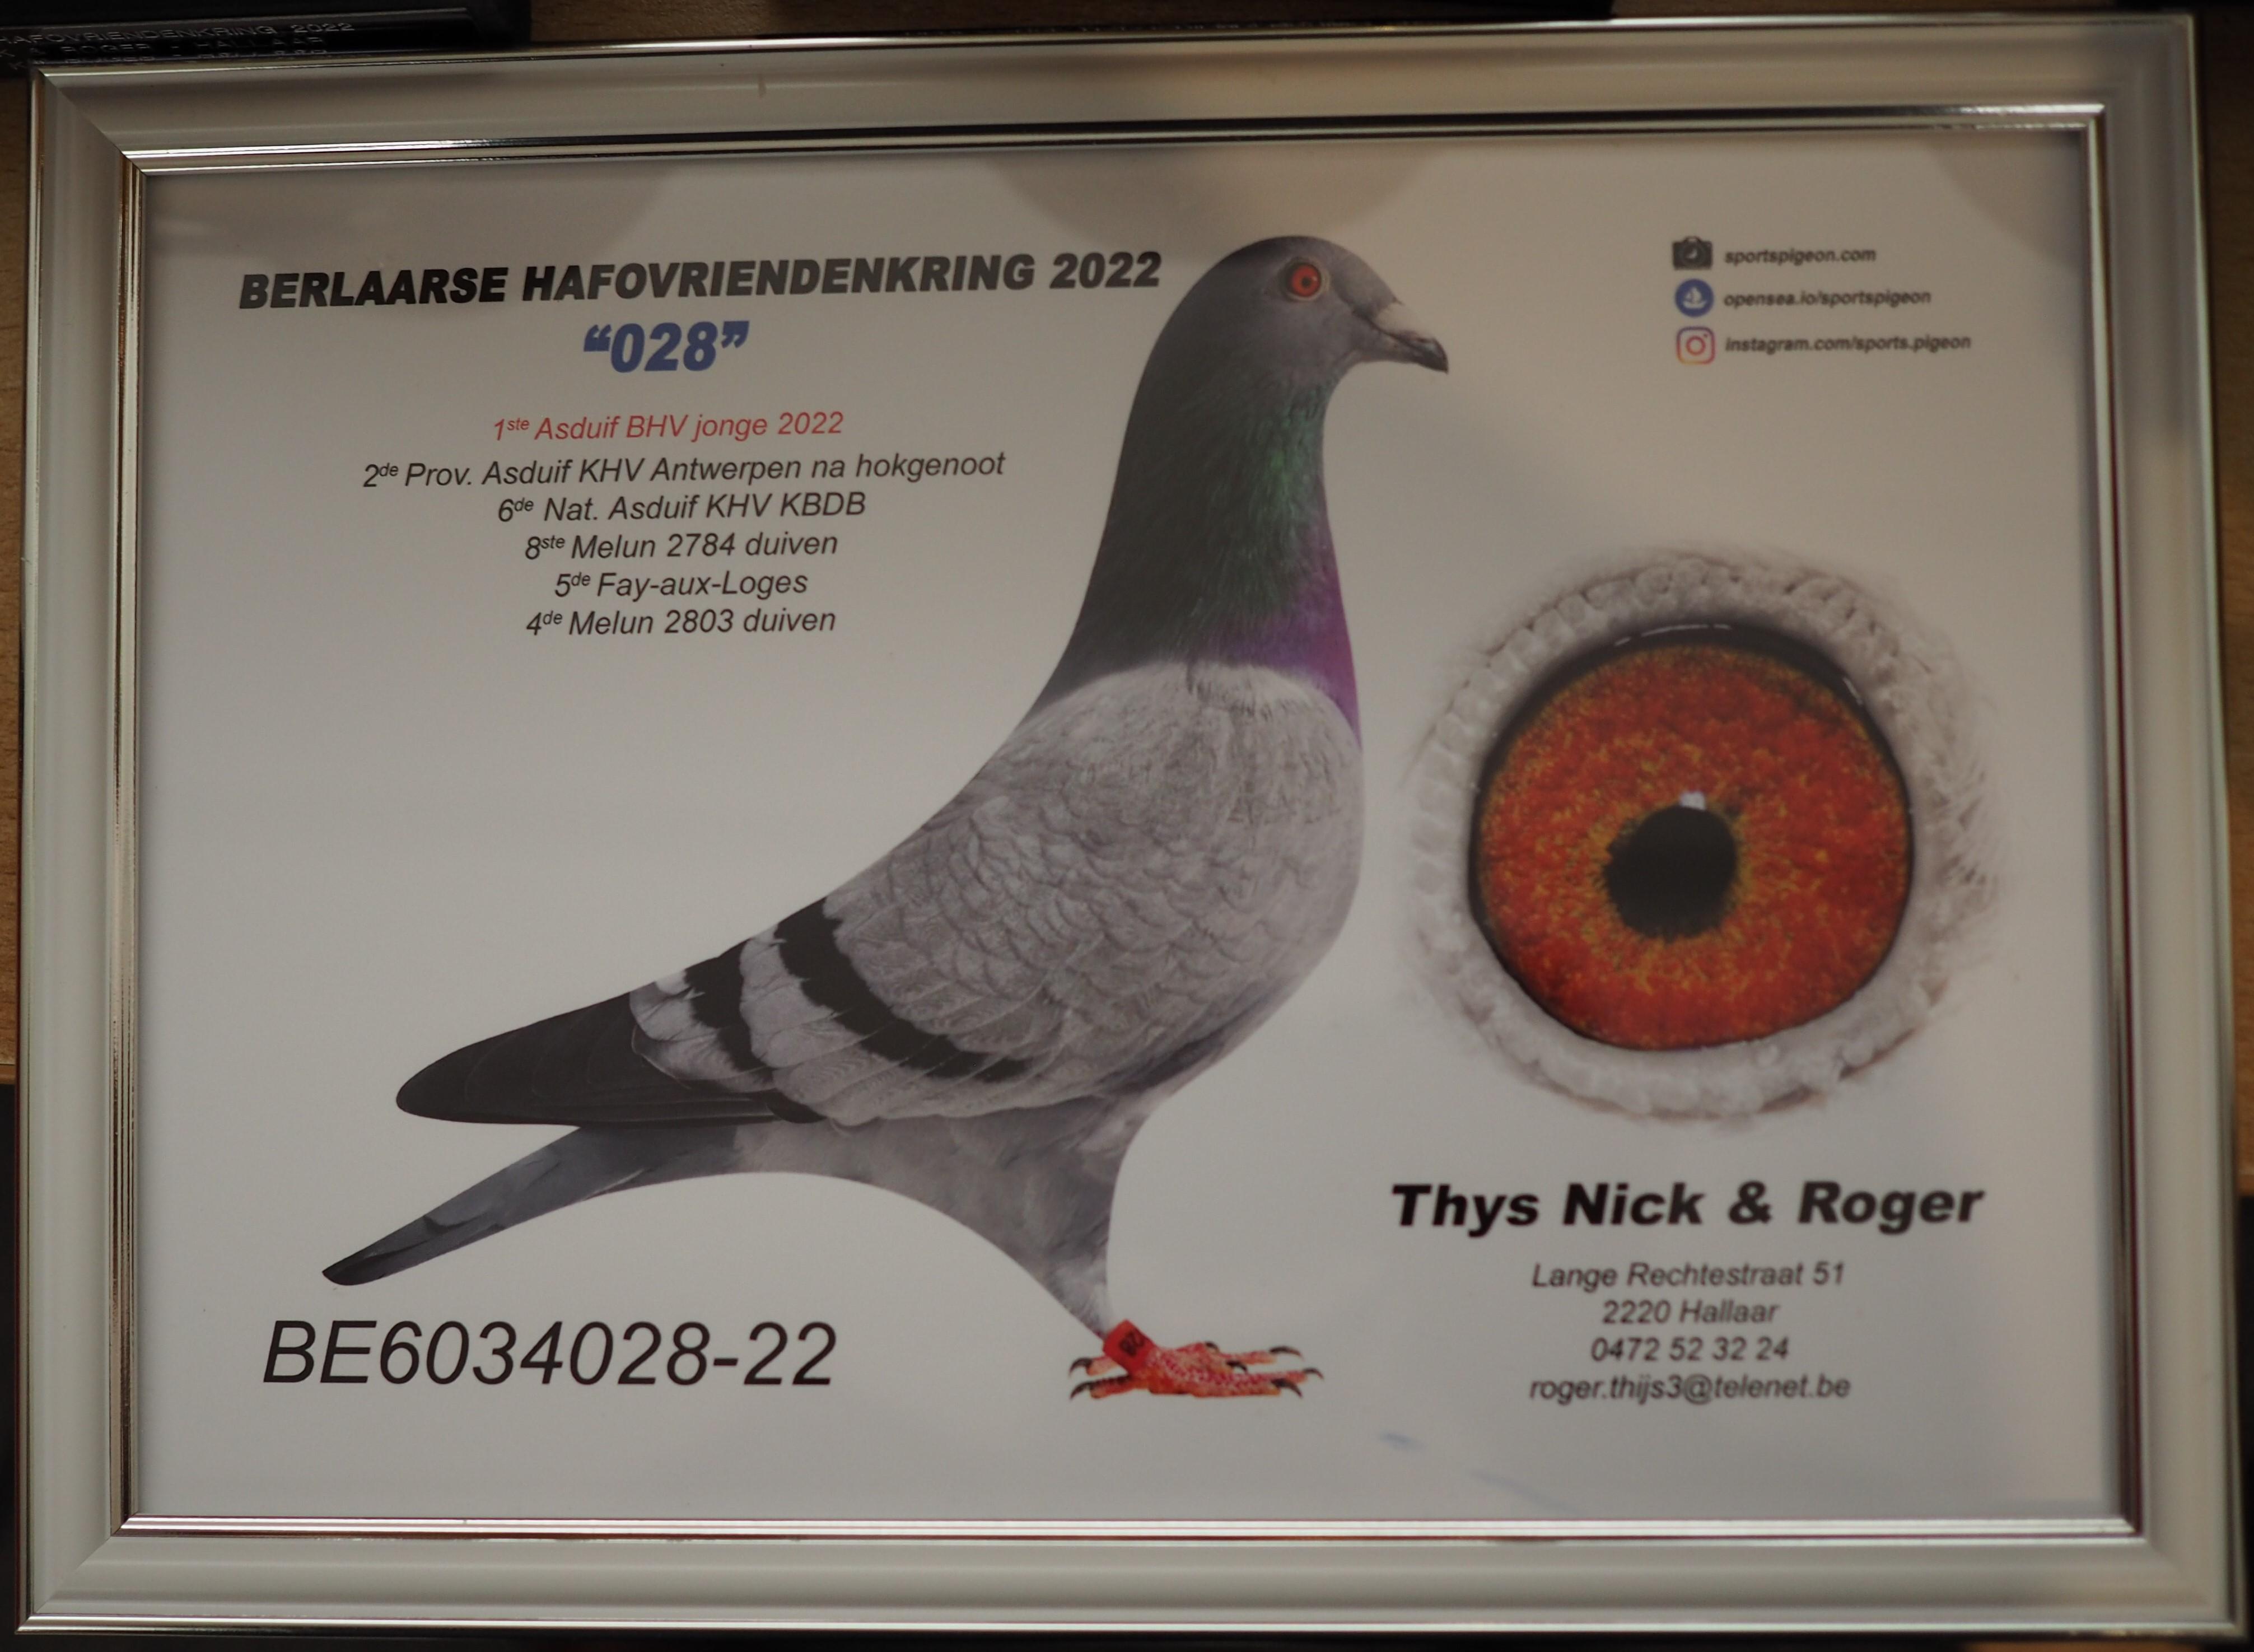 HAFOVRIENDENKRING 2022
BERLAARSE HAFOVRIENDENKRING 2022
“028”
1ste Asduif BHV jonge 2022
2de Prov. Asduif KHV Antwerpen na hokgenoot
6de Nat. Asduif KHV KBDB
8ste Melun 2784 duiven
5de Fay-aux-Loges
4de Melun 2803 duiven
sportspigeon.com
opensea.io/sportspigeon
instagram.com/sports.pigeon
BE6034028-22
28
Thys Nick & Roger
Lange Rechtestraat 51
2220 Hallaar
0472 52 32 24
roger.thijs3@telenet.be